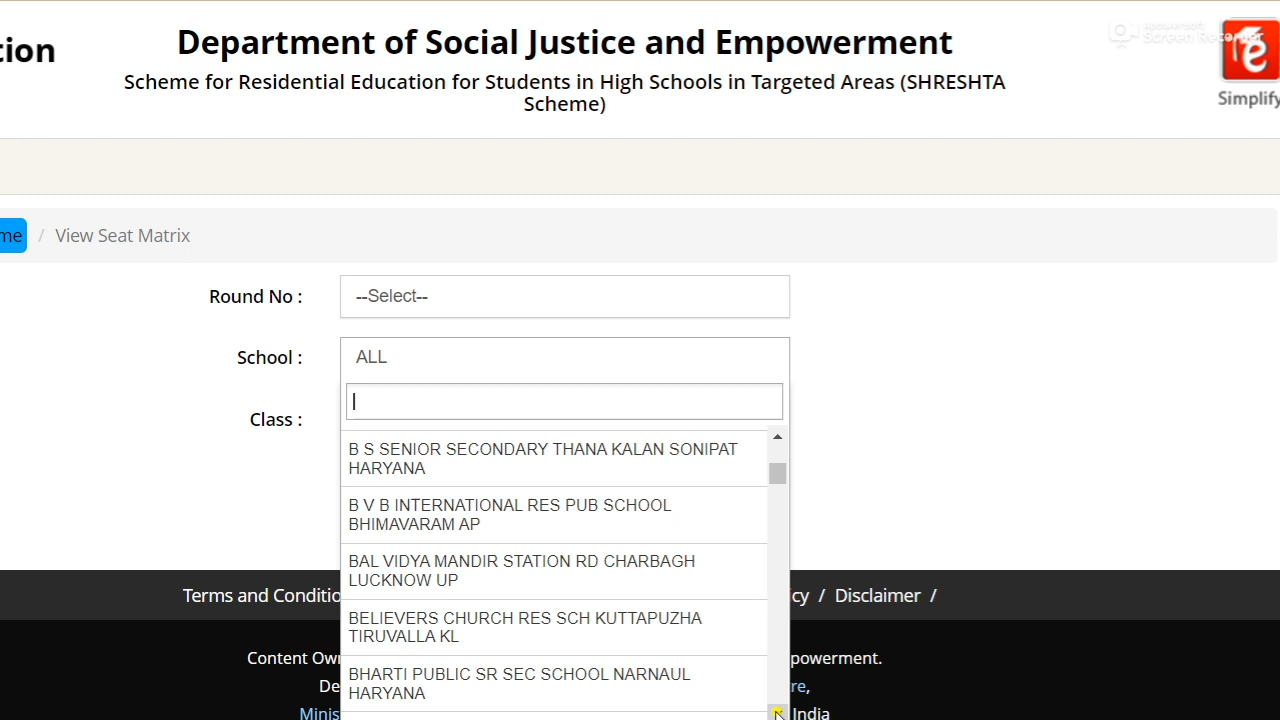 tion
Department of Social Justice and Empowerment
Scheme for Residential Education for Students in High Schools in Targeted Areas (SHRESHTA
Scheme)
Apowersoft
Screen Recorder
Simplify
me / View Seat Matrix
Round No :
--Select--
School :
ALL
Class :
B S SENIOR SECONDARY THANA KALAN SONIPAT
HARYANA
B V B INTERNATIONAL RES PUB SCHOOL
BHIMAVARAM AP
BAL VIDYA MANDIR STATION RD CHARBAGH
LUCKNOW UP
BELIEVERS CHURCH RES SCH KUTTAPUZHA
TIRUVALLA KL
BHARTI PUBLIC SR SEC SCHOOL NARNAUL
HARYANA
Terms and Conditio
cy / Disclaimer /
Content Own
powerment.
De
re,
Minis
India